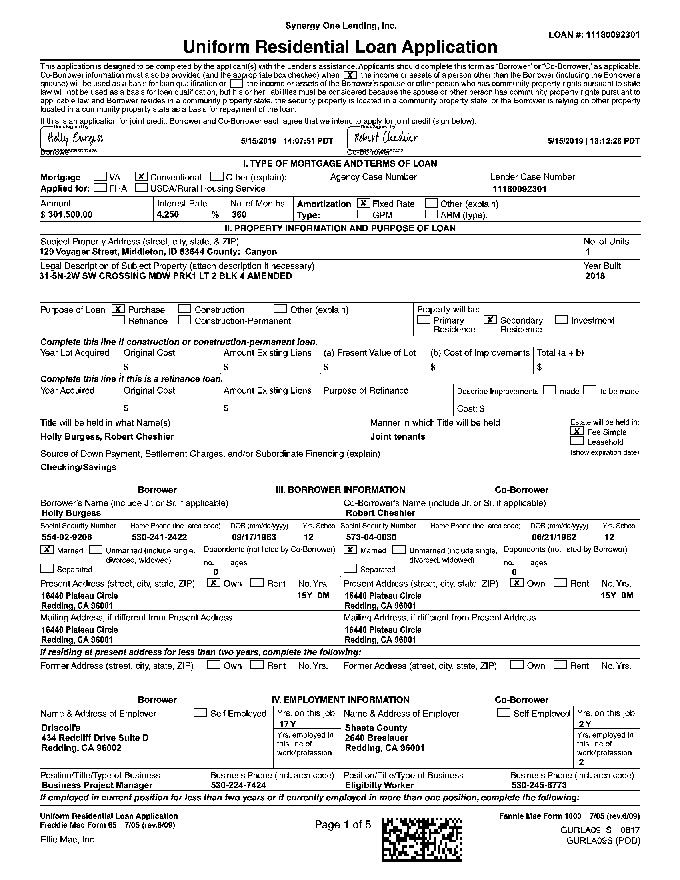 Synergy One Lending, Inc.
LOAN #: 11180092301
Uniform Residential Loan Application
This application is designed to be completed by the applicant(s) with the Lender's assistance. Applicants should complete this form as "Borrower" or "Co-Borrower," as applicable.
Co-Borrower information must also be provided (and the appropriate box checked) when X the income or assets of a person other than the Borrower (including the Borrower's
spouse) will be used as a basis for loan qualification or the income or assets of the Borrower's spouse or other person who has community property rights pursuant to state
law will not be used as a basis for loan qualification, but his or her liabilities must be considered because the spouse or other person has community property rights pursuant to
applicable law and Borrower resides in a community property state, the security property is located in a community property state, or the Borrower is relying on other property
located in a community property state as a basis for repayment of the loan.
If this is an application for joint credit, Borrower and Co-Borrower each agree that we intend to apply for joint credit (sign below).
Holly Burgess 5/15/2019 14:07:51 PDT Robert Cheshier 5/15/2019 | 18:12:28 PDT
Borrower Co-Borrower
I. TYPE OF MORTGAGE AND TERMS OF LOAN
Mortgage VA X Conventional Other (explain): Agency Case Number Lender Case Number
Applied for: FHA USDA/Rural Housing Service 11180092301
Amount Interest Rate No. of Months Amortization X Fixed Rate Other (explain)
$ 301,500.00 4.250 % 360 Type: GPM ARM (type):
II. PROPERTY INFORMATION AND PURPOSE OF LOAN
Subject Property Address (street, city, state, & ZIP) No. of Units
129 Voyager Street, Middleton, ID 83644 County: Canyon 1
Legal Description of Subject Property (attach description if necessary) Year Built
31-5N-2W SW CROSSING MDW PRK1 LT 2 BLK 4 AMENDED 2018
Purpose of Loan X Purchase Construction Other (explain) Property will be:
Refinance Construction-Permanent Primary Residence X Secondary Residence Investment
Complete this line if construction or construction-permanent loan.
Year Lot Acquired Original Cost Amount Existing Liens (a) Present Value of Lot (b) Cost of Improvements Total (a + b)
$ $ $ $ $
Complete this line if this is a refinance loan.
Year Acquired Original Cost Amount Existing Liens Purpose of Refinance Describe Improvements made to be made
$ $ Cost: $
Title will be held in what Name(s) Manner in which Title will be held Estate will be held in:
Holly Burgess, Robert Cheshier Joint tenants X Fee Simple
Leasehold
Source of Down Payment, Settlement Charges, and/or Subordinate Financing (explain) (show expiration date)
Checking/Savings
Borrower III. BORROWER INFORMATION Co-Borrower
Borrower's Name (include Jr. or Sr. if applicable) Co-Borrower's Name (include Jr. or Sr. if applicable)
Holly Burgess Robert Cheshier
Social Security Number Home Phone (incl. area code) DOB (mm/dd/yyyy) Yrs. School Social Security Number Home Phone (incl. area code) DOB (mm/dd/yyyy) Yrs. School
530-241-2422 12 12
X Married Unmarried (include single, divorced, widowed) Dependents (not listed by Co-Borrower) X Married Unmarried (include single, divorced, widowed) Dependents (not listed by Borrower)
Separated no. 0 ages Separated no. 0 ages
Present Address (street, city, state, ZIP) X Own Rent No. Yrs. Present Address (street, city, state, ZIP) X Own Rent No. Yrs.
16440 Plateau Circle 15Y 0M 16440 Plateau Circle 15Y 0M
Redding, CA 96001 Redding, CA 96001
Mailing Address, if different from Present Address Mailing Address, if different from Present Address
16440 Plateau Circle 16440 Plateau Circle
Redding, CA 96001 Redding, CA 96001
If residing at present address for less than two years, complete the following:
Former Address (street, city, state, ZIP) Own Rent No. Yrs. Former Address (street, city, state, ZIP) Own Rent No. Yrs.
Borrower IV. EMPLOYMENT INFORMATION Co-Borrower
Name & Address of Employer Self Employed Yrs. on this job Name & Address of Employer Self Employed Yrs. on this job
17 Y 2 Y
Driscoll's Shasta County
434 Redcliff Drive Suite D Yrs. employed in this line of work/profession 2640 Breslauer Yrs. employed in this line of work/profession
Redding, CA 96002 Redding, CA 96001 2
Position/Title/Type of Business Business Phone (incl. area code) Position/Title/Type of Business Business Phone (incl. area code)
Business Project Manager 530-224-7424 Eligibilty Worker 530-245-6773
If employed in current position for less than two years or if currently employed in more than one position, complete the following:
Uniform Residential Loan Application Fannie Mae Form 1003 7/05 (rev.6/09)
Freddie Mac Form 65 7/05 (rev.6/09) Page 1 of 5 GURLA09_S 0817
Ellie Mae, Inc. GURLA09S (POD)